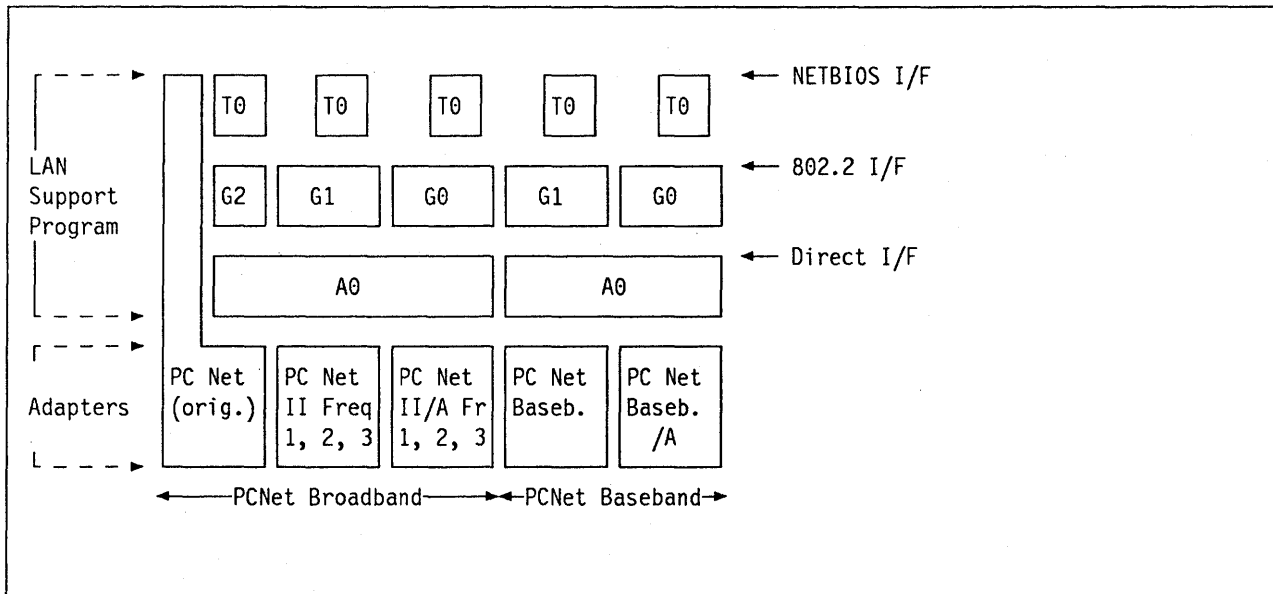 T0 T0 T0 T0 T0 NETBIOS I/F
LAN
Support
Program
G2 G1 G0 G1 G0 802.2 I/F
A0 A0 Direct I/F
Adapters
PC Net
(orig.)
PC Net
II Freq
1, 2, 3
PC Net
II/A Fr
1, 2, 3
PC Net
Baseb.
PC Net
Baseb.
/A
PCNet Broadband PCNet Baseband